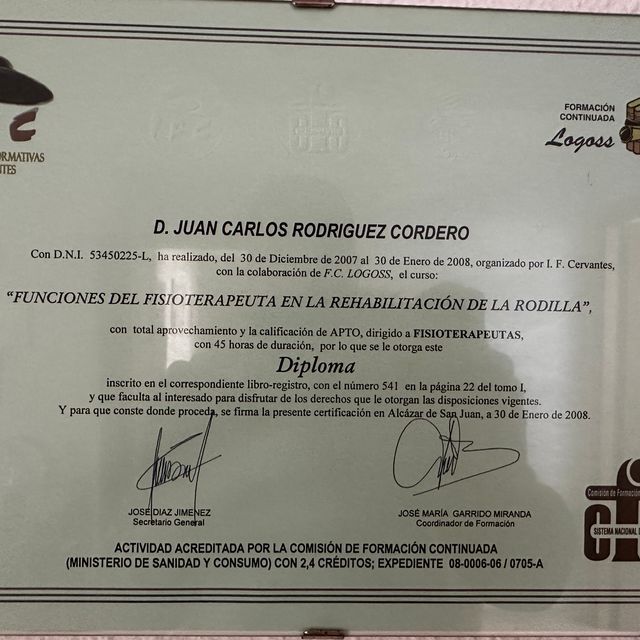 FORMACIÓN
CONTINUADA
Logoss
D. JUAN CARLOS RODRIGUEZ CORDERO
Con D.N.I. 53450225-L, ha realizado, del 30 de Diciembre de 2007 al 30 de Enero de 2008, organizado por I. F. Cervantes,
con la colaboración de F.C. LOGOSS, el curso:
“FUNCIONES DEL FISIOTERAPEUTA EN LA REHABILITACIÓN DE LA RODILLA”,
con total aprovechamiento y la calificación de APTO, dirigido a FISIOTERAPEUTAS,
con 45 horas de duración, por lo que se le otorga este
Diploma
inscrito en el correspondiente libro-registro, con el número 541 en la página 22 del tomo I,
y que faculta al interesado para disfrutar de los derechos que le otorgan las disposiciones vigentes.
Y para que conste donde proceda, se firma la presente certificación en Alcázar de San Juan, a 30 de Enero de 2008.
JOSÉ DIAZ JIMENEZ
Secretario General
JOSÉ MARÍA GARRIDO MIRANDA
Coordinador de Formación
Comisión de Formación
SISTEMA NACIONAL
ACTIVIDAD ACREDITADA POR LA COMISIÓN DE FORMACIÓN CONTINUADA
(MINISTERIO DE SANIDAD Y CONSUMO) CON 2,4 CRÉDITOS; EXPEDIENTE 08-0006-06 / 0705-A